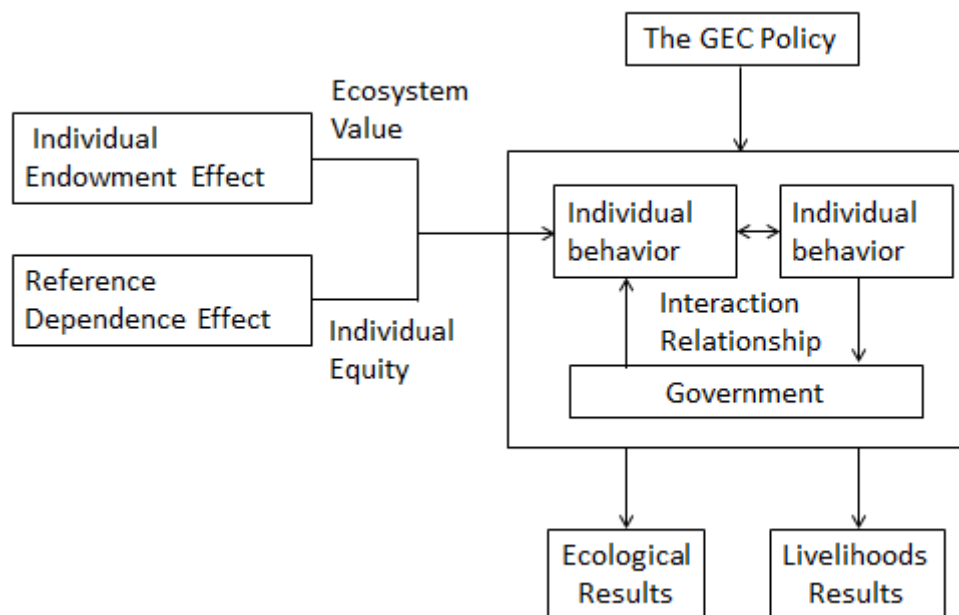 The GEC Policy
Ecosystem
Value
Individual
Endowment Effect
Individual
behavior
Individual
behavior
Reference
Dependence Effect
Interaction
Relationship
Individual
Equity
Government
Ecological
Results
Livelihoods
Results